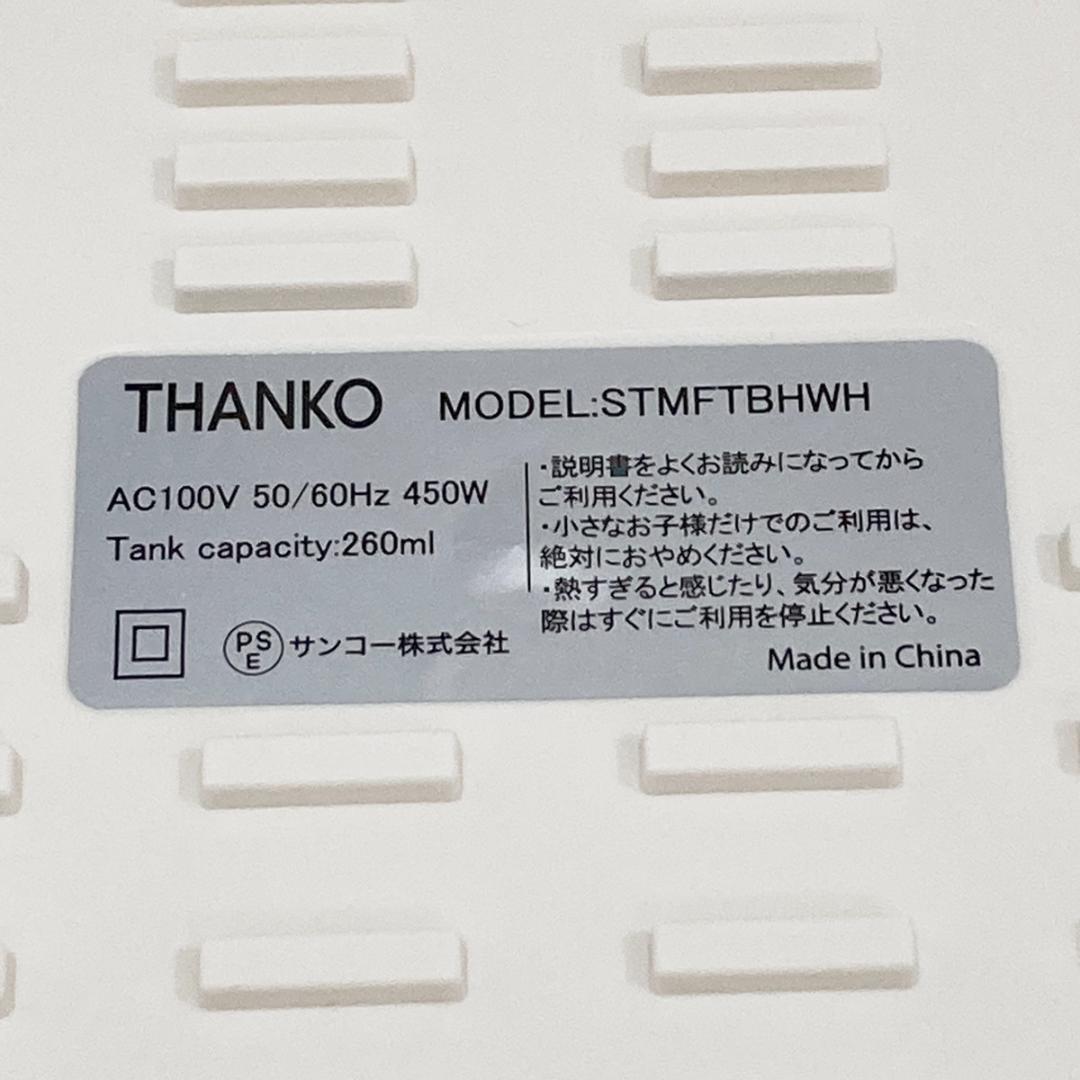 THANKO MODEL:STMFTBHWH
AC100V 50/60Hz 450W
Tank capacity:260ml
・説明書をよくお読みになってから
ご利用ください。
・小さなお子様だけでのご利用は、
絶対におやめください。
・熱すぎると感じたり、気分が悪くなった
際はすぐにご利用を停止ください。
PSE サンコー株式会社
Made in China